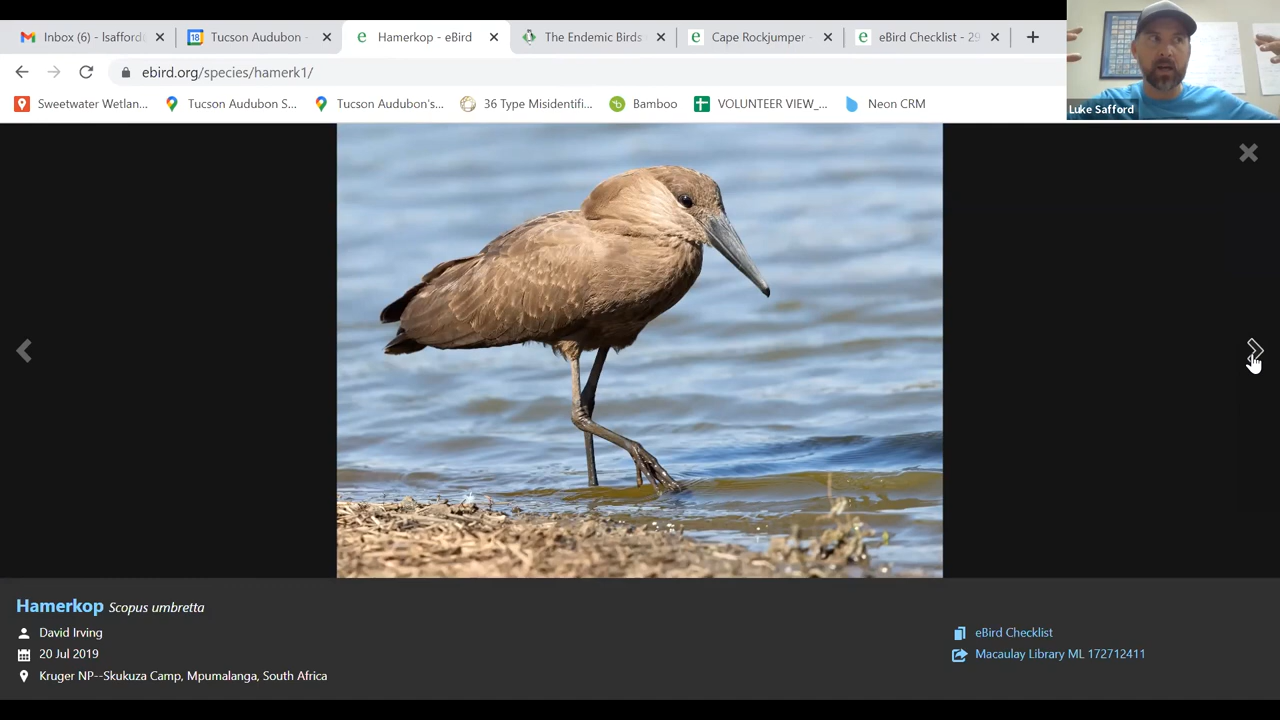 Inbox (6) - lsafford
18
Tucson Audubon -
Hamerkop - eBird
The Endemic Birds
Cape Rockjumper -
eBird Checklist - 29
ebird.org/species/hamerk1/
Sweetwater Wetlan...
Tucson Audubon S...
Tucson Audubon's...
36 Type Misidentifi...
Bamboo
VOLUNTEER VIEW_...
Neon CRM
Luke Safford
Hamerkop Scopus umbretta
David Irving
20 Jul 2019
Kruger NP--Skukuza Camp, Mpumalanga, South Africa
eBird Checklist
Macaulay Library ML 172712411